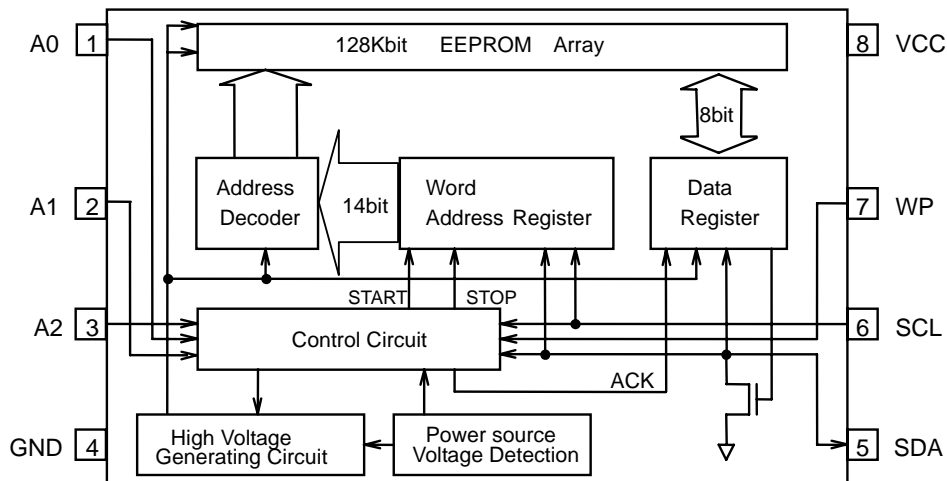 A0 1
128Kbit EEPROM Array
8 VCC
8bit
A1 2
Address
Decoder
14bit
Word
Address Register
Data
Register
7 WP
START
STOP
A2 3
Control Circuit
6 SCL
ACK
GND 4
High Voltage
Generating Circuit
Power source
Voltage Detection
5 SDA